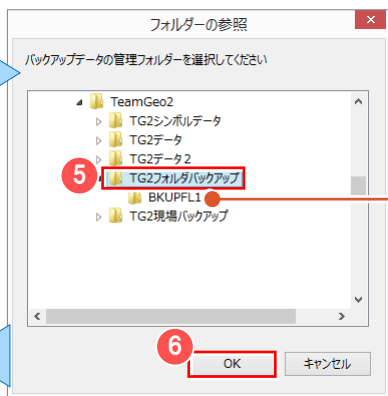 フォルダーの参照
×
バックアップデータの管理フォルダーを選択してください
TeamGeo2
TG2シンボルデータ
TG2データ
TG2データ2
5
TG2フォルダバックアップ
BKUPFL1
TG2現場バックアップ
6
OK
キャンセル